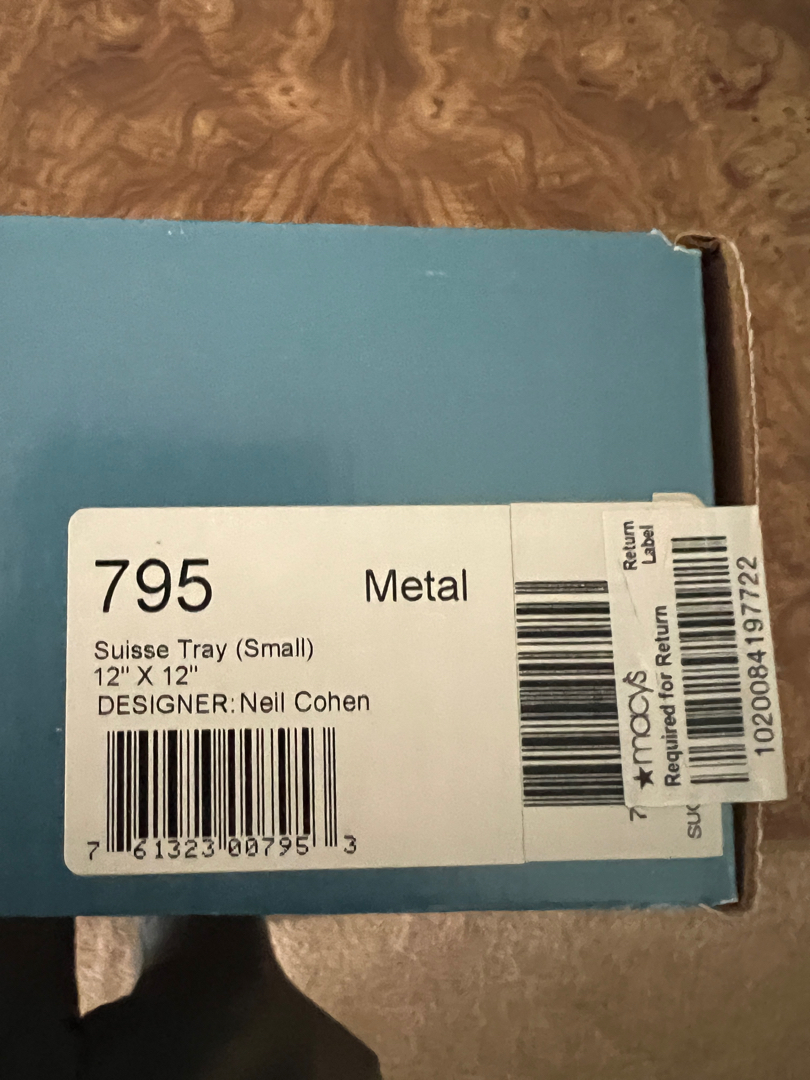 795 Metal
Suisse Tray (Small)
12" X 12"
DESIGNER: Neil Cohen
7 61323 00795 3
Return
Label
★macy's
Required for Return
1020084197722
7